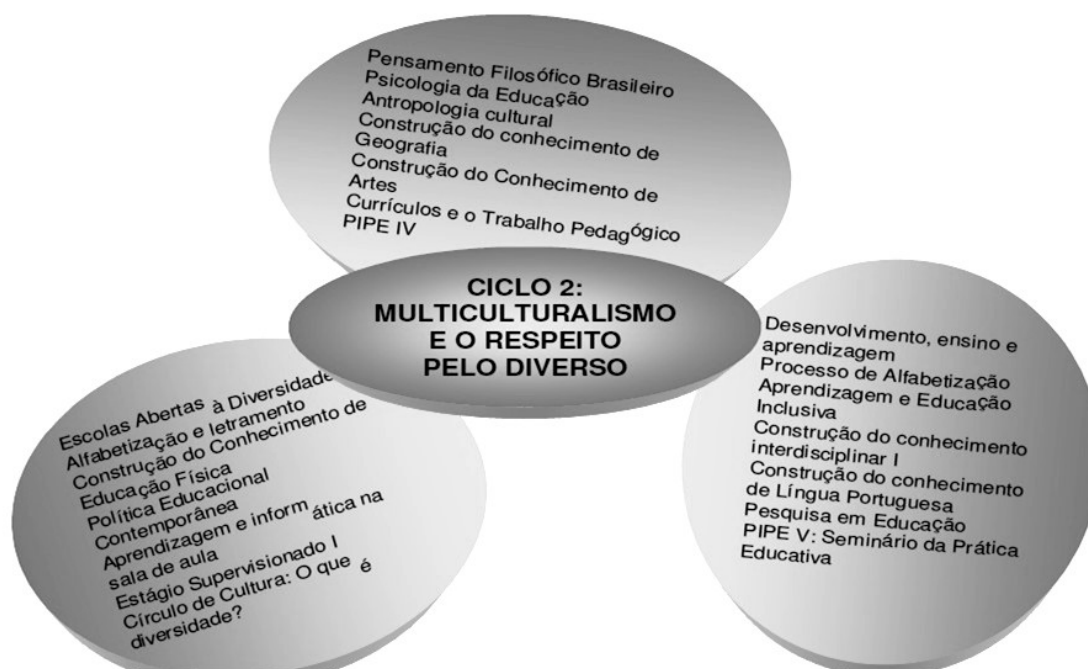 Pensamento Filosófico Brasileiro
Psicologia da Educação
Antropologia cultural
Construção do conhecimento de
Geografia
Construção do Conhecimento de
Artes
Currículos e o Trabalho Pedagógico
PIPE IV
CICLO 2:
MULTICULTURALISMO
E O RESPEITO
PELO DIVERSO
Escolas Abertas à Diversidade
Alfabetização e letramento
Construção do Conhecimento de
Educação Física
Política Educacional
Contemporânea
Aprendizagem e informática na
sala de aula
Estágio Supervisionado I
Círculo de Cultura: O que é
diversidade?
Desenvolvimento, ensino e
aprendizagem
Processo de Alfabetização
Aprendizagem e Educação
Inclusiva
Construção do conhecimento
interdisciplinar I
Construção do conhecimento
de Língua Portuguesa
Pesquisa em Educação
PIPE V: Seminário da Prática
Educativa